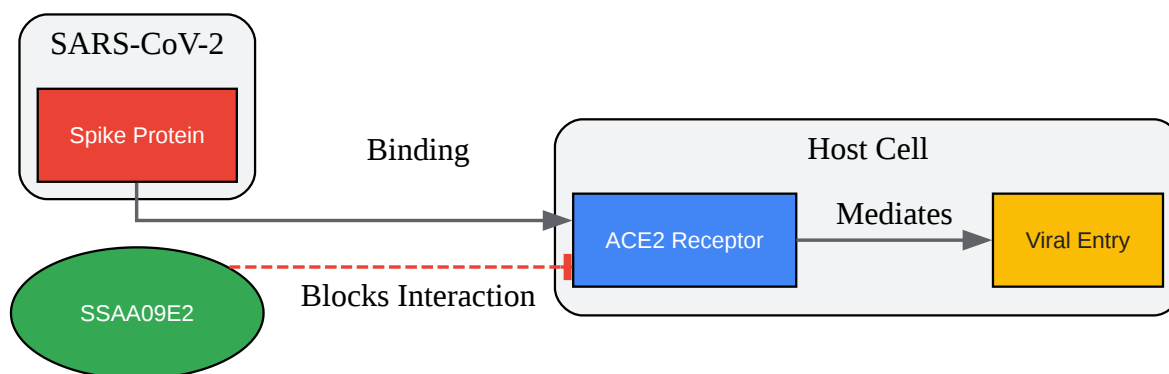 SARS-CoV-2
Spike Protein
Binding
Host Cell
ACE2 Receptor
Mediates
Viral Entry
SSAA09E2
Blocks Interaction